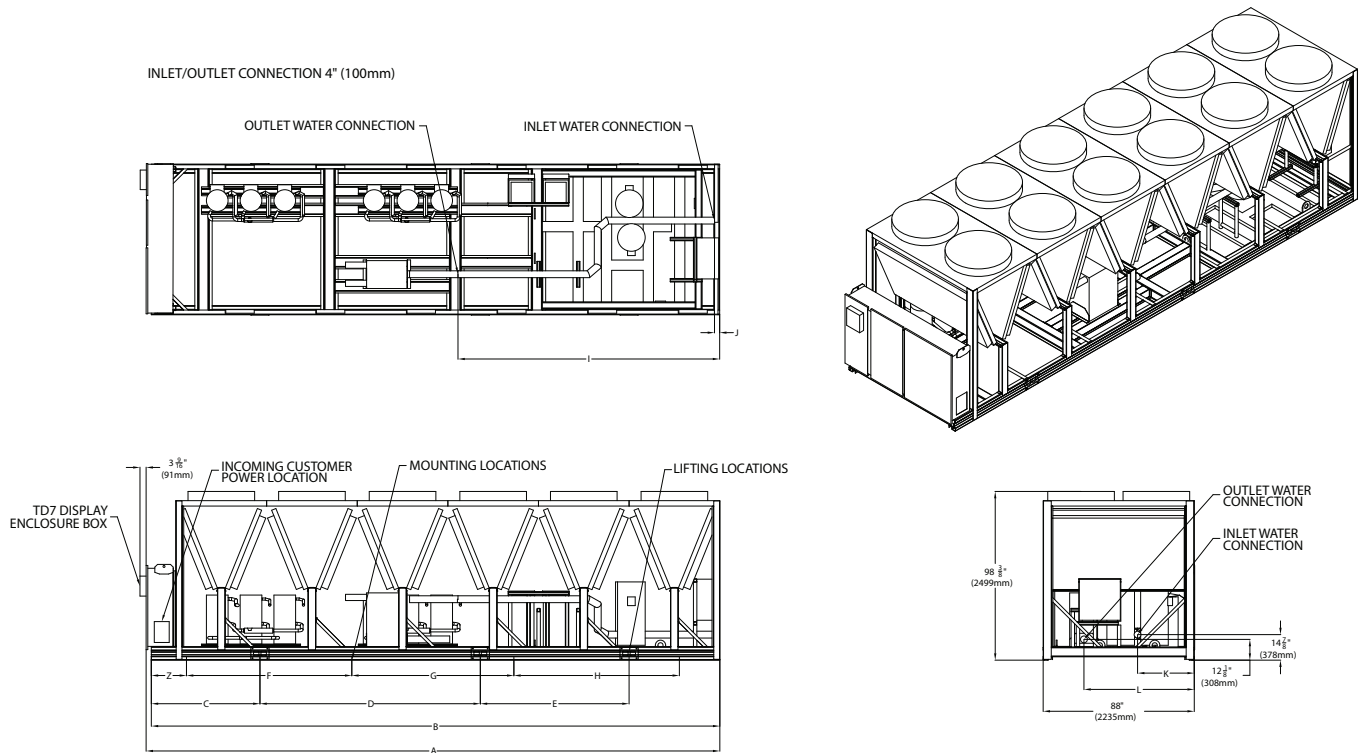 INLET/OUTLET CONNECTION 4" (100mm)
OUTLET WATER CONNECTION
INLET WATER CONNECTION
J
I
3 9/16"
(91mm)
INCOMING CUSTOMER
POWER LOCATION
MOUNTING LOCATIONS
LIFTING LOCATIONS
TD7 DISPLAY
ENCLOSURE BOX
Z
F
G
H
C
D
E
B
A
OUTLET WATER
CONNECTION
INLET WATER
CONNECTION
98 3/8"
(2499mm)
14 7/8"
(378mm)
12 1/8"
(308mm)
K
L
88"
(2235mm)